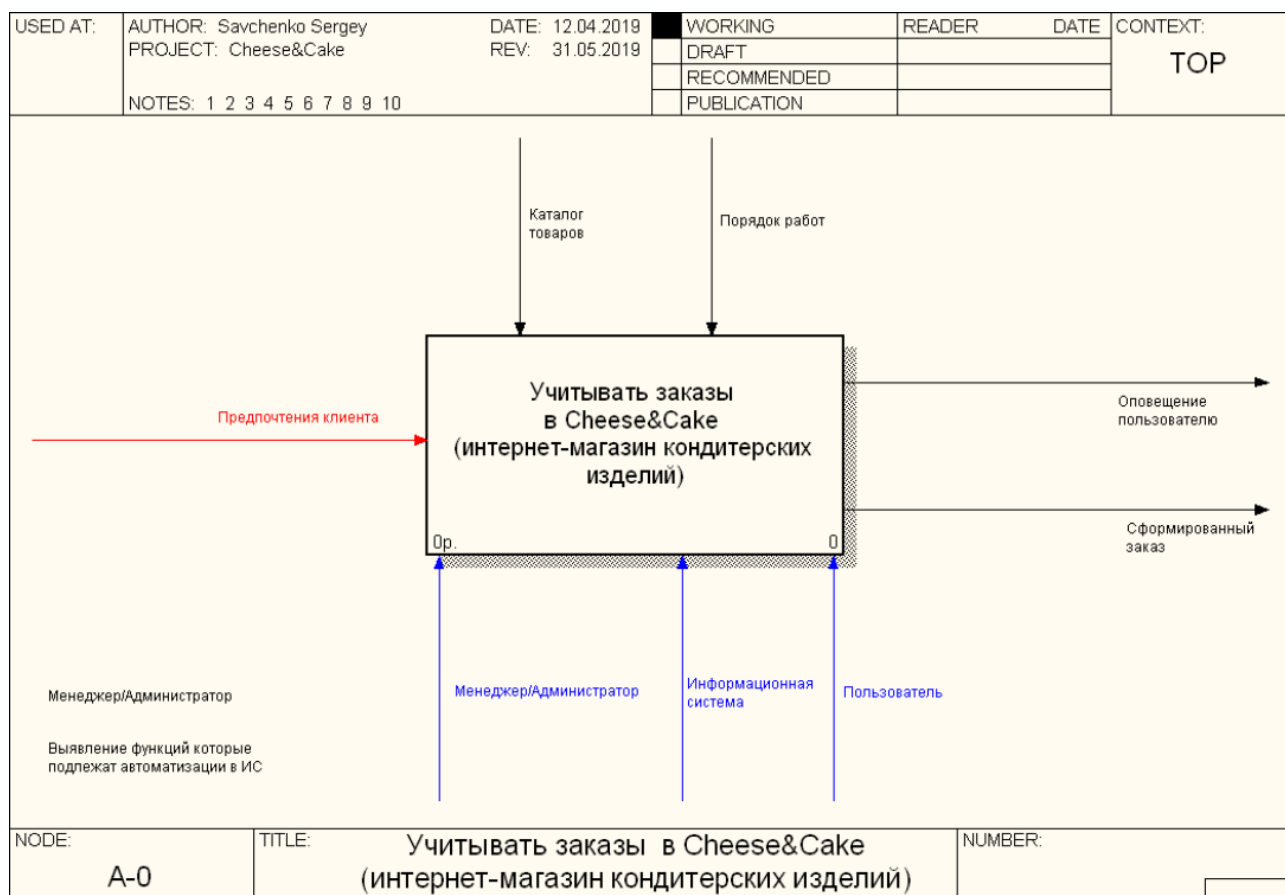 USED AT:
AUTHOR: Savchenko Sergey
DATE: 12.04.2019
WORKING
READER
DATE
CONTEXT:
PROJECT: Cheese&Cake
REV: 31.05.2019
DRAFT
TOP
RECOMMENDED
NOTES: 1 2 3 4 5 6 7 8 9 10
PUBLICATION
Каталог
товаров
Порядок работ
Предпочтения клиента
Учитывать заказы
в Cheese&Cake
(интернет-магазин кондитерских
изделий)
0р.
0
Оповещение
пользователю
Сформированный
заказ
Менеджер/Администратор
Информационная
система
Пользователь
Менеджер/Администратор
Выявление функций которые
подлежат автоматизации в ИС
NODE:
A-0
TITLE:
Учитывать заказы в Cheese&Cake
(интернет-магазин кондитерских изделий)
NUMBER: